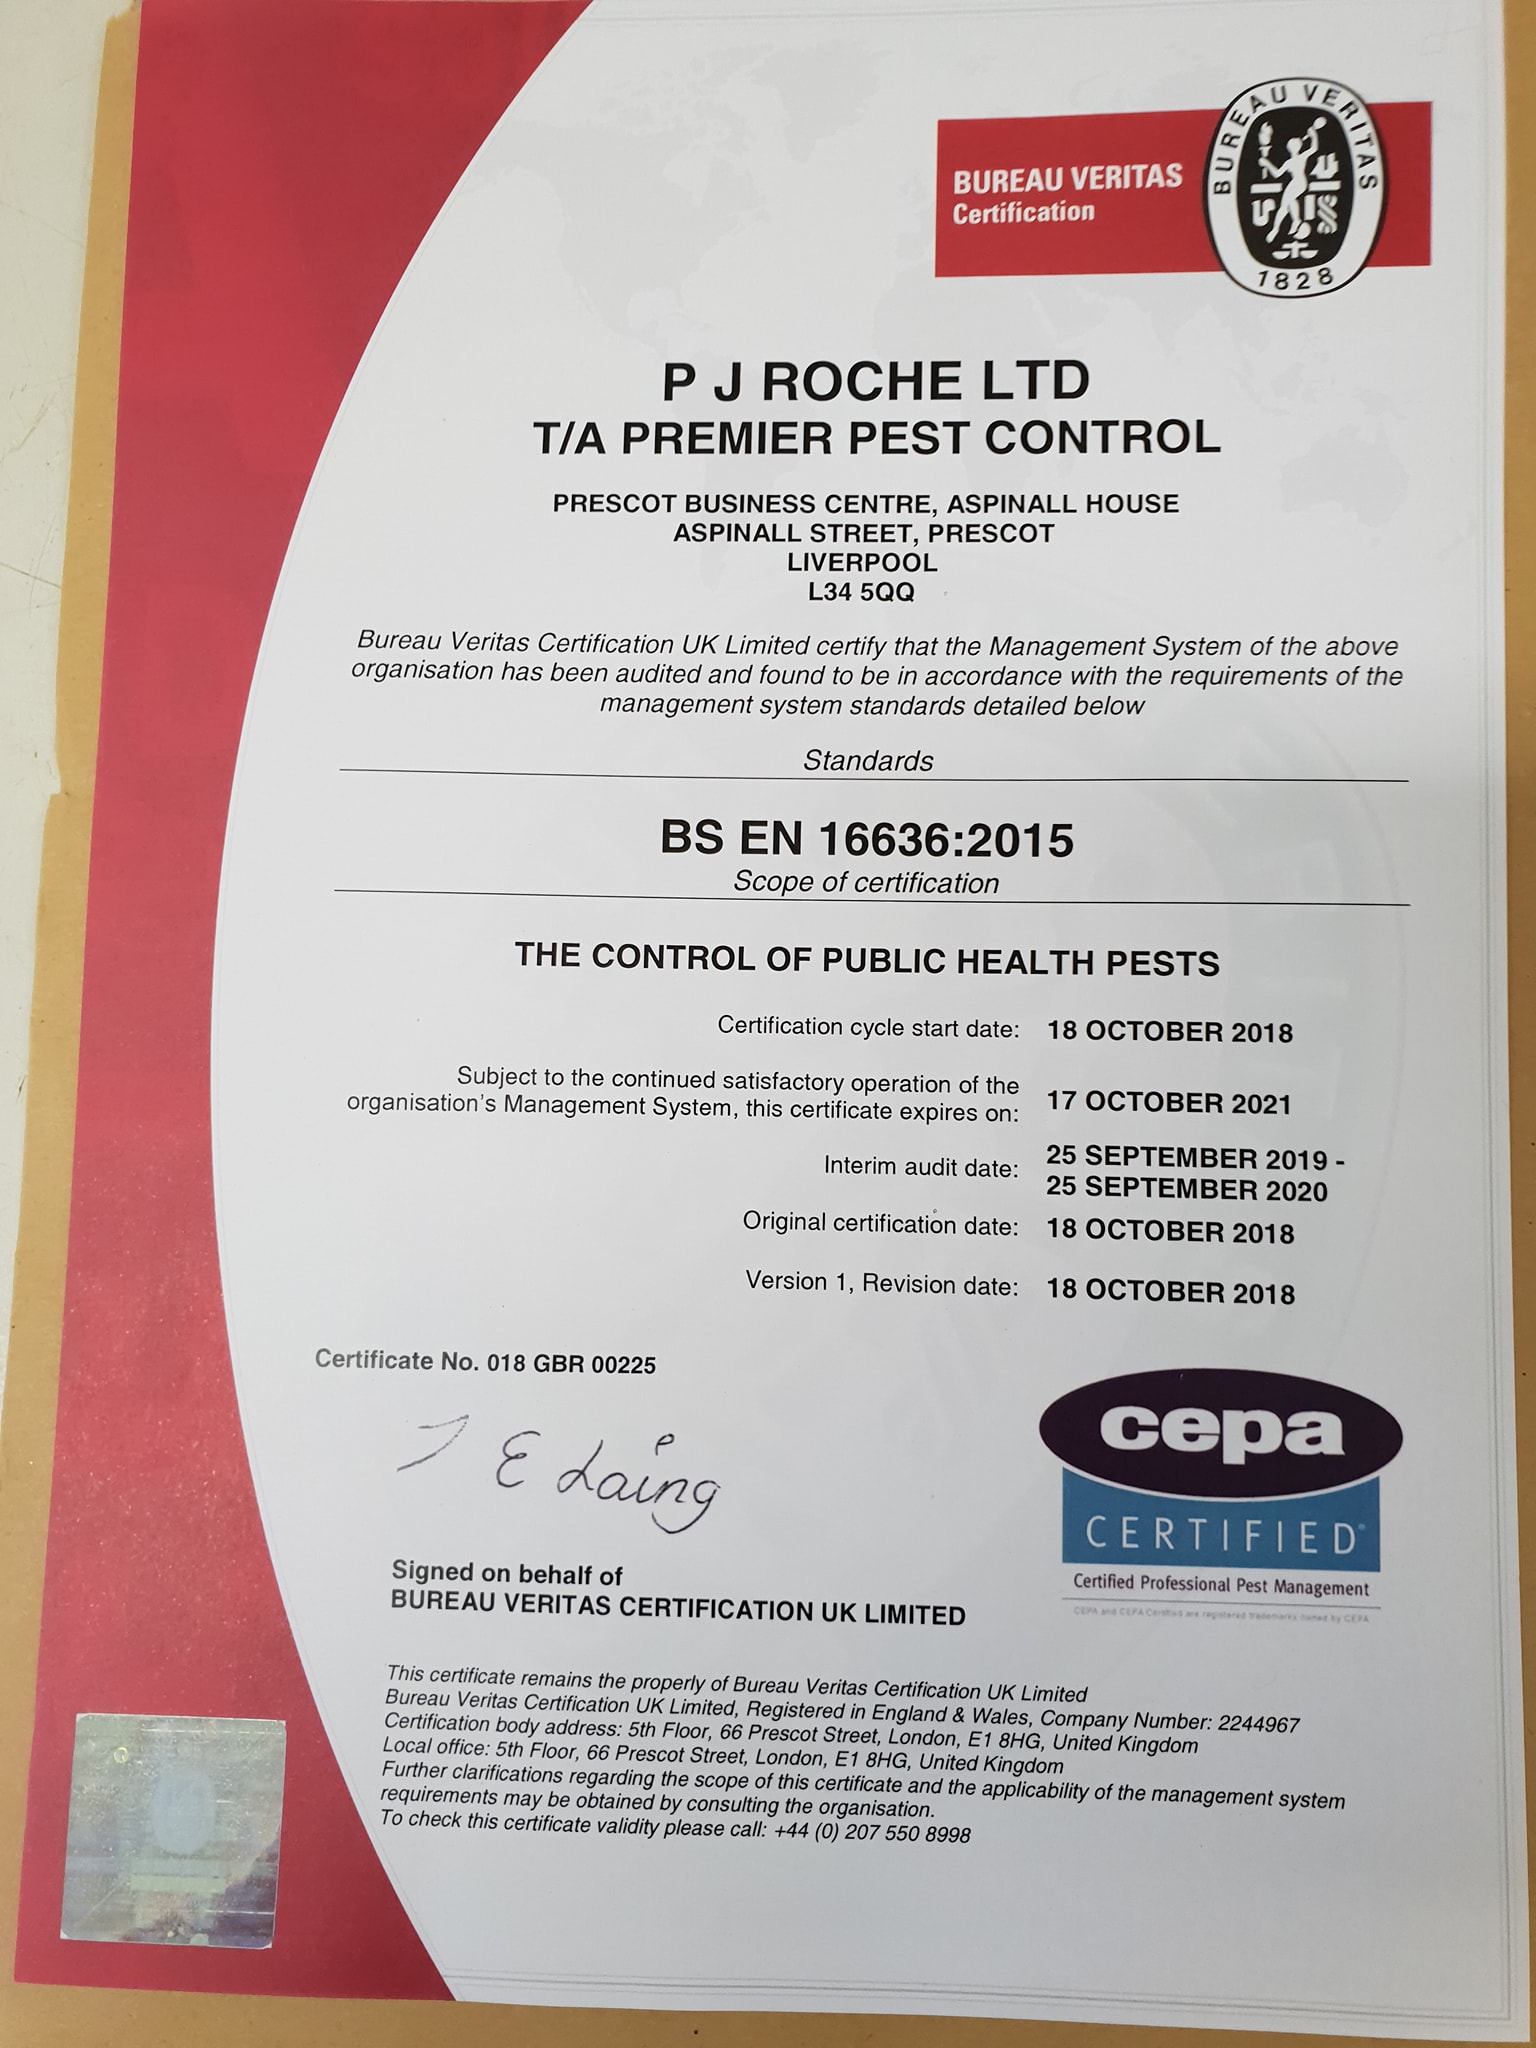 BUREAU VERITAS
Certification
BUREAU VERITAS
1828
P J ROCHE LTD
T/A PREMIER PEST CONTROL
PRESCOT BUSINESS CENTRE, ASPINALL HOUSE
ASPINALL STREET, PRESCOT
LIVERPOOL
L34 5QQ
Bureau Veritas Certification UK Limited certify that the Management System of the above
organisation has been audited and found to be in accordance with the requirements of the
management system standards detailed below
Standards
BS EN 16636:2015
Scope of certification
THE CONTROL OF PUBLIC HEALTH PESTS
Certification cycle start date: 18 OCTOBER 2018
Subject to the continued satisfactory operation of the
organisation's Management System, this certificate expires on: 17 OCTOBER 2021
Interim audit date: 25 SEPTEMBER 2019 -
25 SEPTEMBER 2020
Original certification date: 18 OCTOBER 2018
Version 1, Revision date: 18 OCTOBER 2018
Certificate No. 018 GBR 00225
E Laing
Signed on behalf of
BUREAU VERITAS CERTIFICATION UK LIMITED
cepa
CERTIFIED®
Certified Professional Pest Management
CEPA and CEPA Certified are registered trademarks owned by CEPA
This certificate remains the properly of Bureau Veritas Certification UK Limited
Bureau Veritas Certification UK Limited, Registered in England & Wales, Company Number: 2244967
Certification body address: 5th Floor, 66 Prescot Street, London, E1 8HG, United Kingdom
Local office: 5th Floor, 66 Prescot Street, London, E1 8HG, United Kingdom
Further clarifications regarding the scope of this certificate and the applicability of the management system
requirements may be obtained by consulting the organisation.
To check this certificate validity please call: +44 (0) 207 550 8998